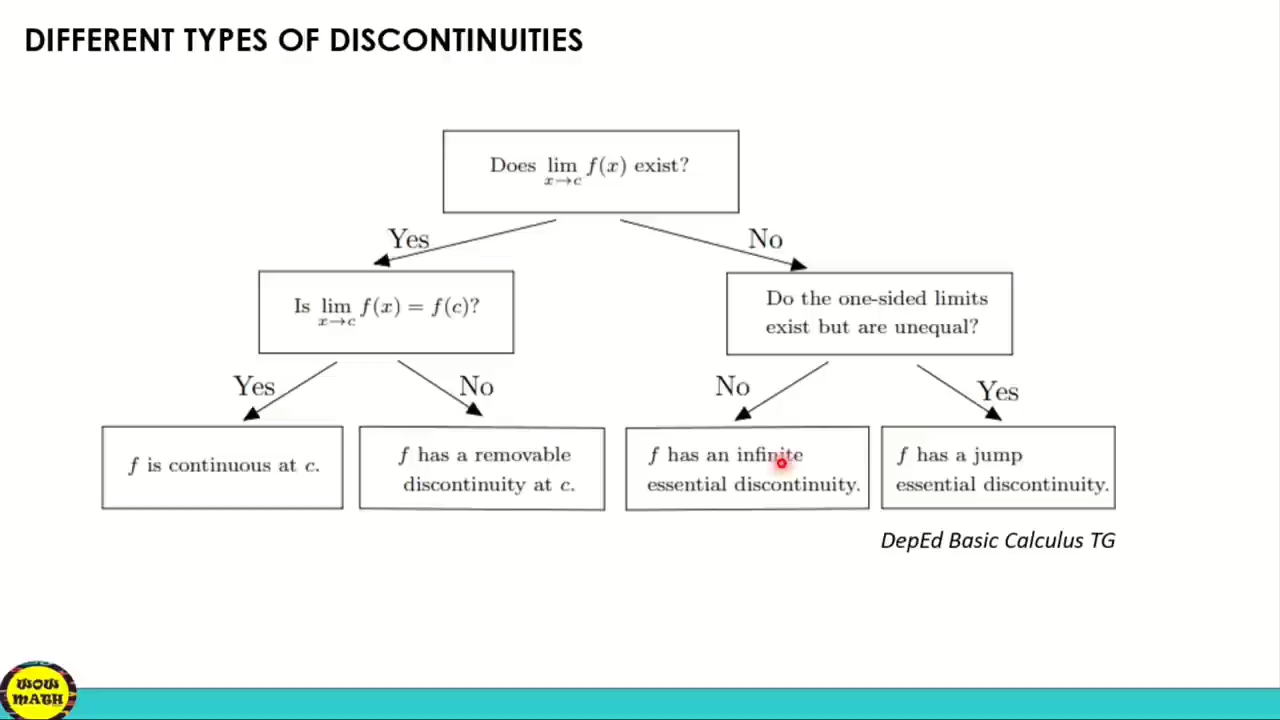 DIFFERENT TYPES OF DISCONTINUITIES
Does lim f(x) exist?
x→c
Yes
No
Is lim f(x) = f(c)?
x→c
Do the one-sided limits
exist but are unequal?
Yes
No
No
Yes
f is continuous at c.
f has a removable
discontinuity at c.
f has an infinite
essential discontinuity.
f has a jump
essential discontinuity.
DepEd Basic Calculus TG
WOW
MATH